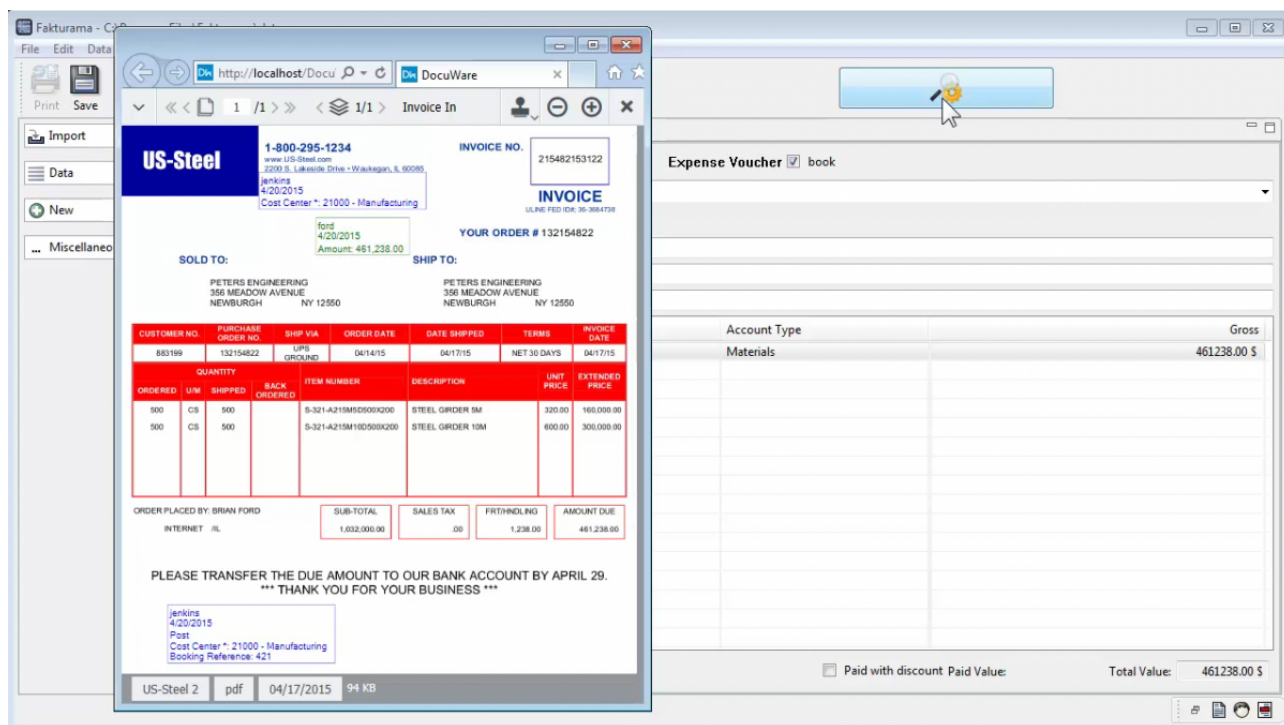 Fakturama - C:\
File Edit Data
Print Save
Import
Data
New
... Miscellaneo
http://localhost/Docu
DocuWare
1 /1
1/1
Invoice In
US-Steel
1-800-295-1234
www.US-Steel.com
2200 S. Lakeside Drive • Waukegan, IL 60085
jenkins
4/20/2015
Cost Center *: 21000 - Manufacturing
INVOICE NO.
215482153122
INVOICE
ULINE FED ID#: 36-3684738
ford
4/20/2015
Amount: 461,238.00
YOUR ORDER # 132154822
SOLD TO:
PETERS ENGINEERING
356 MEADOW AVENUE
NEWBURGH NY 12550
SHIP TO:
PETERS ENGINEERING
356 MEADOW AVENUE
NEWBURGH NY 12550
CUSTOMER NO. PURCHASE ORDER NO. SHIP VIA ORDER DATE DATE SHIPPED TERMS INVOICE DATE
883199 132154822 UPS GROUND 04/14/15 04/17/15 NET 30 DAYS 04/17/15
QUANTITY
ORDERED U/M SHIPPED BACK ORDERED ITEM NUMBER DESCRIPTION UNIT PRICE EXTENDED PRICE
500 CS 500 S-321-A215M5D500X200 STEEL GIRDER 5M 320.00 160,000.00
500 CS 500 S-321-A215M10D500X200 STEEL GIRDER 10M 600.00 300,000.00
ORDER PLACED BY: BRIAN FORD
INTERNET /IL
SUB-TOTAL SALES TAX FRT/HNDLING AMOUNT DUE
1,032,000.00 .00 1,238.00 461,238.00
PLEASE TRANSFER THE DUE AMOUNT TO OUR BANK ACCOUNT BY APRIL 29.
*** THANK YOU FOR YOUR BUSINESS ***
jenkins
4/20/2015
Post
Cost Center *: 21000 - Manufacturing
Booking Reference: 421
US-Steel 2 pdf 04/17/2015 94 KB
Expense Voucher book
Account Type Gross
Materials 461238.00 $
Paid with discount Paid Value: Total Value: 461238.00 $